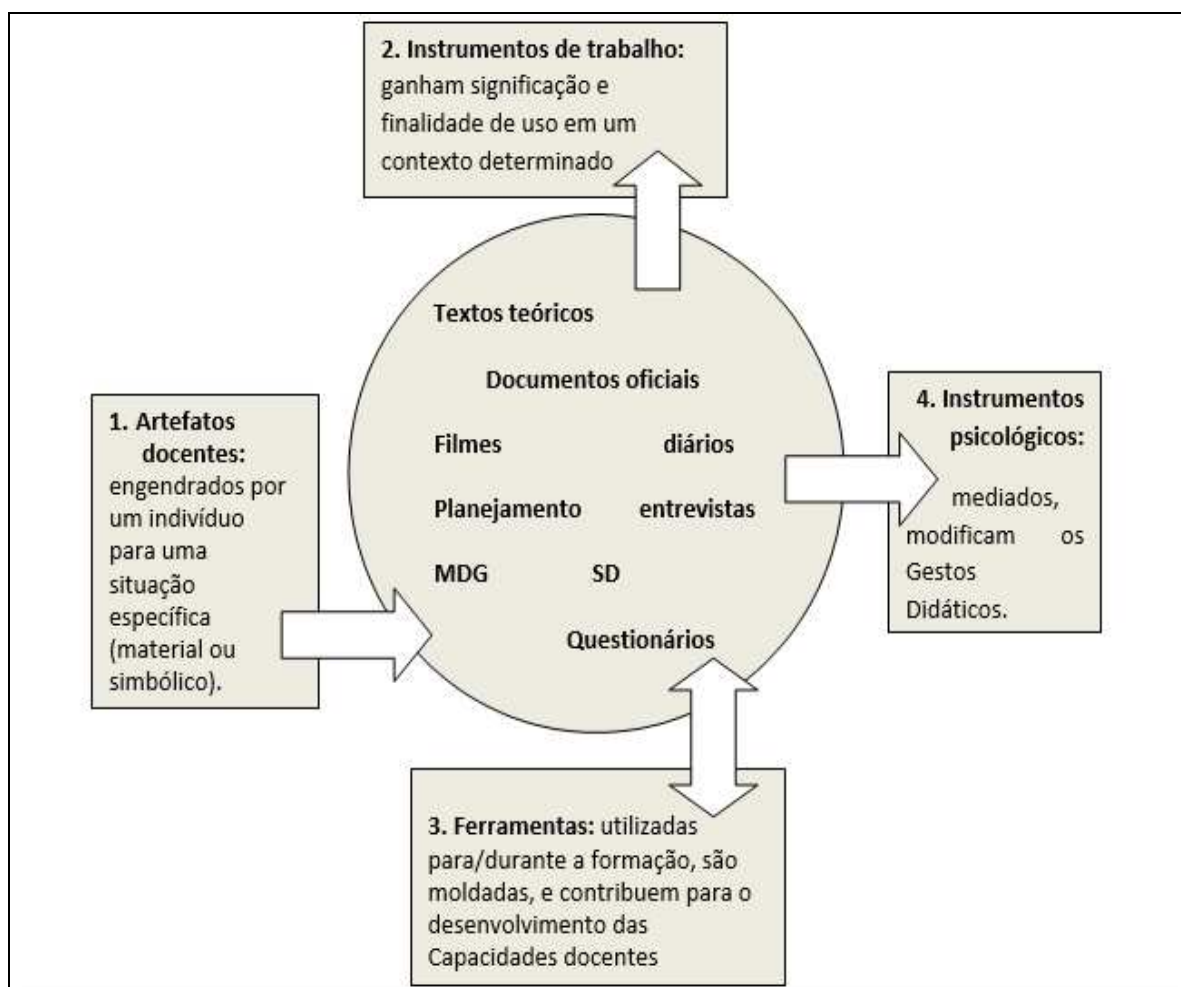 2. Instrumentos de trabalho:
ganham significação e
finalidade de uso em um
contexto determinado
Textos teóricos
Documentos oficiais
Filmes diários
Planejamento entrevistas
MDG SD
Questionários
1. Artefatos
docentes:
engendrados por
um indivíduo
para uma
situação
específica
(material ou
simbólico).
4. Instrumentos
psicológicos:
mediados,
modificam os
Gestos
Didáticos.
3. Ferramentas: utilizadas
para/durante a formação, são
moldadas, e contribuem para o
desenvolvimento das
Capacidades docentes